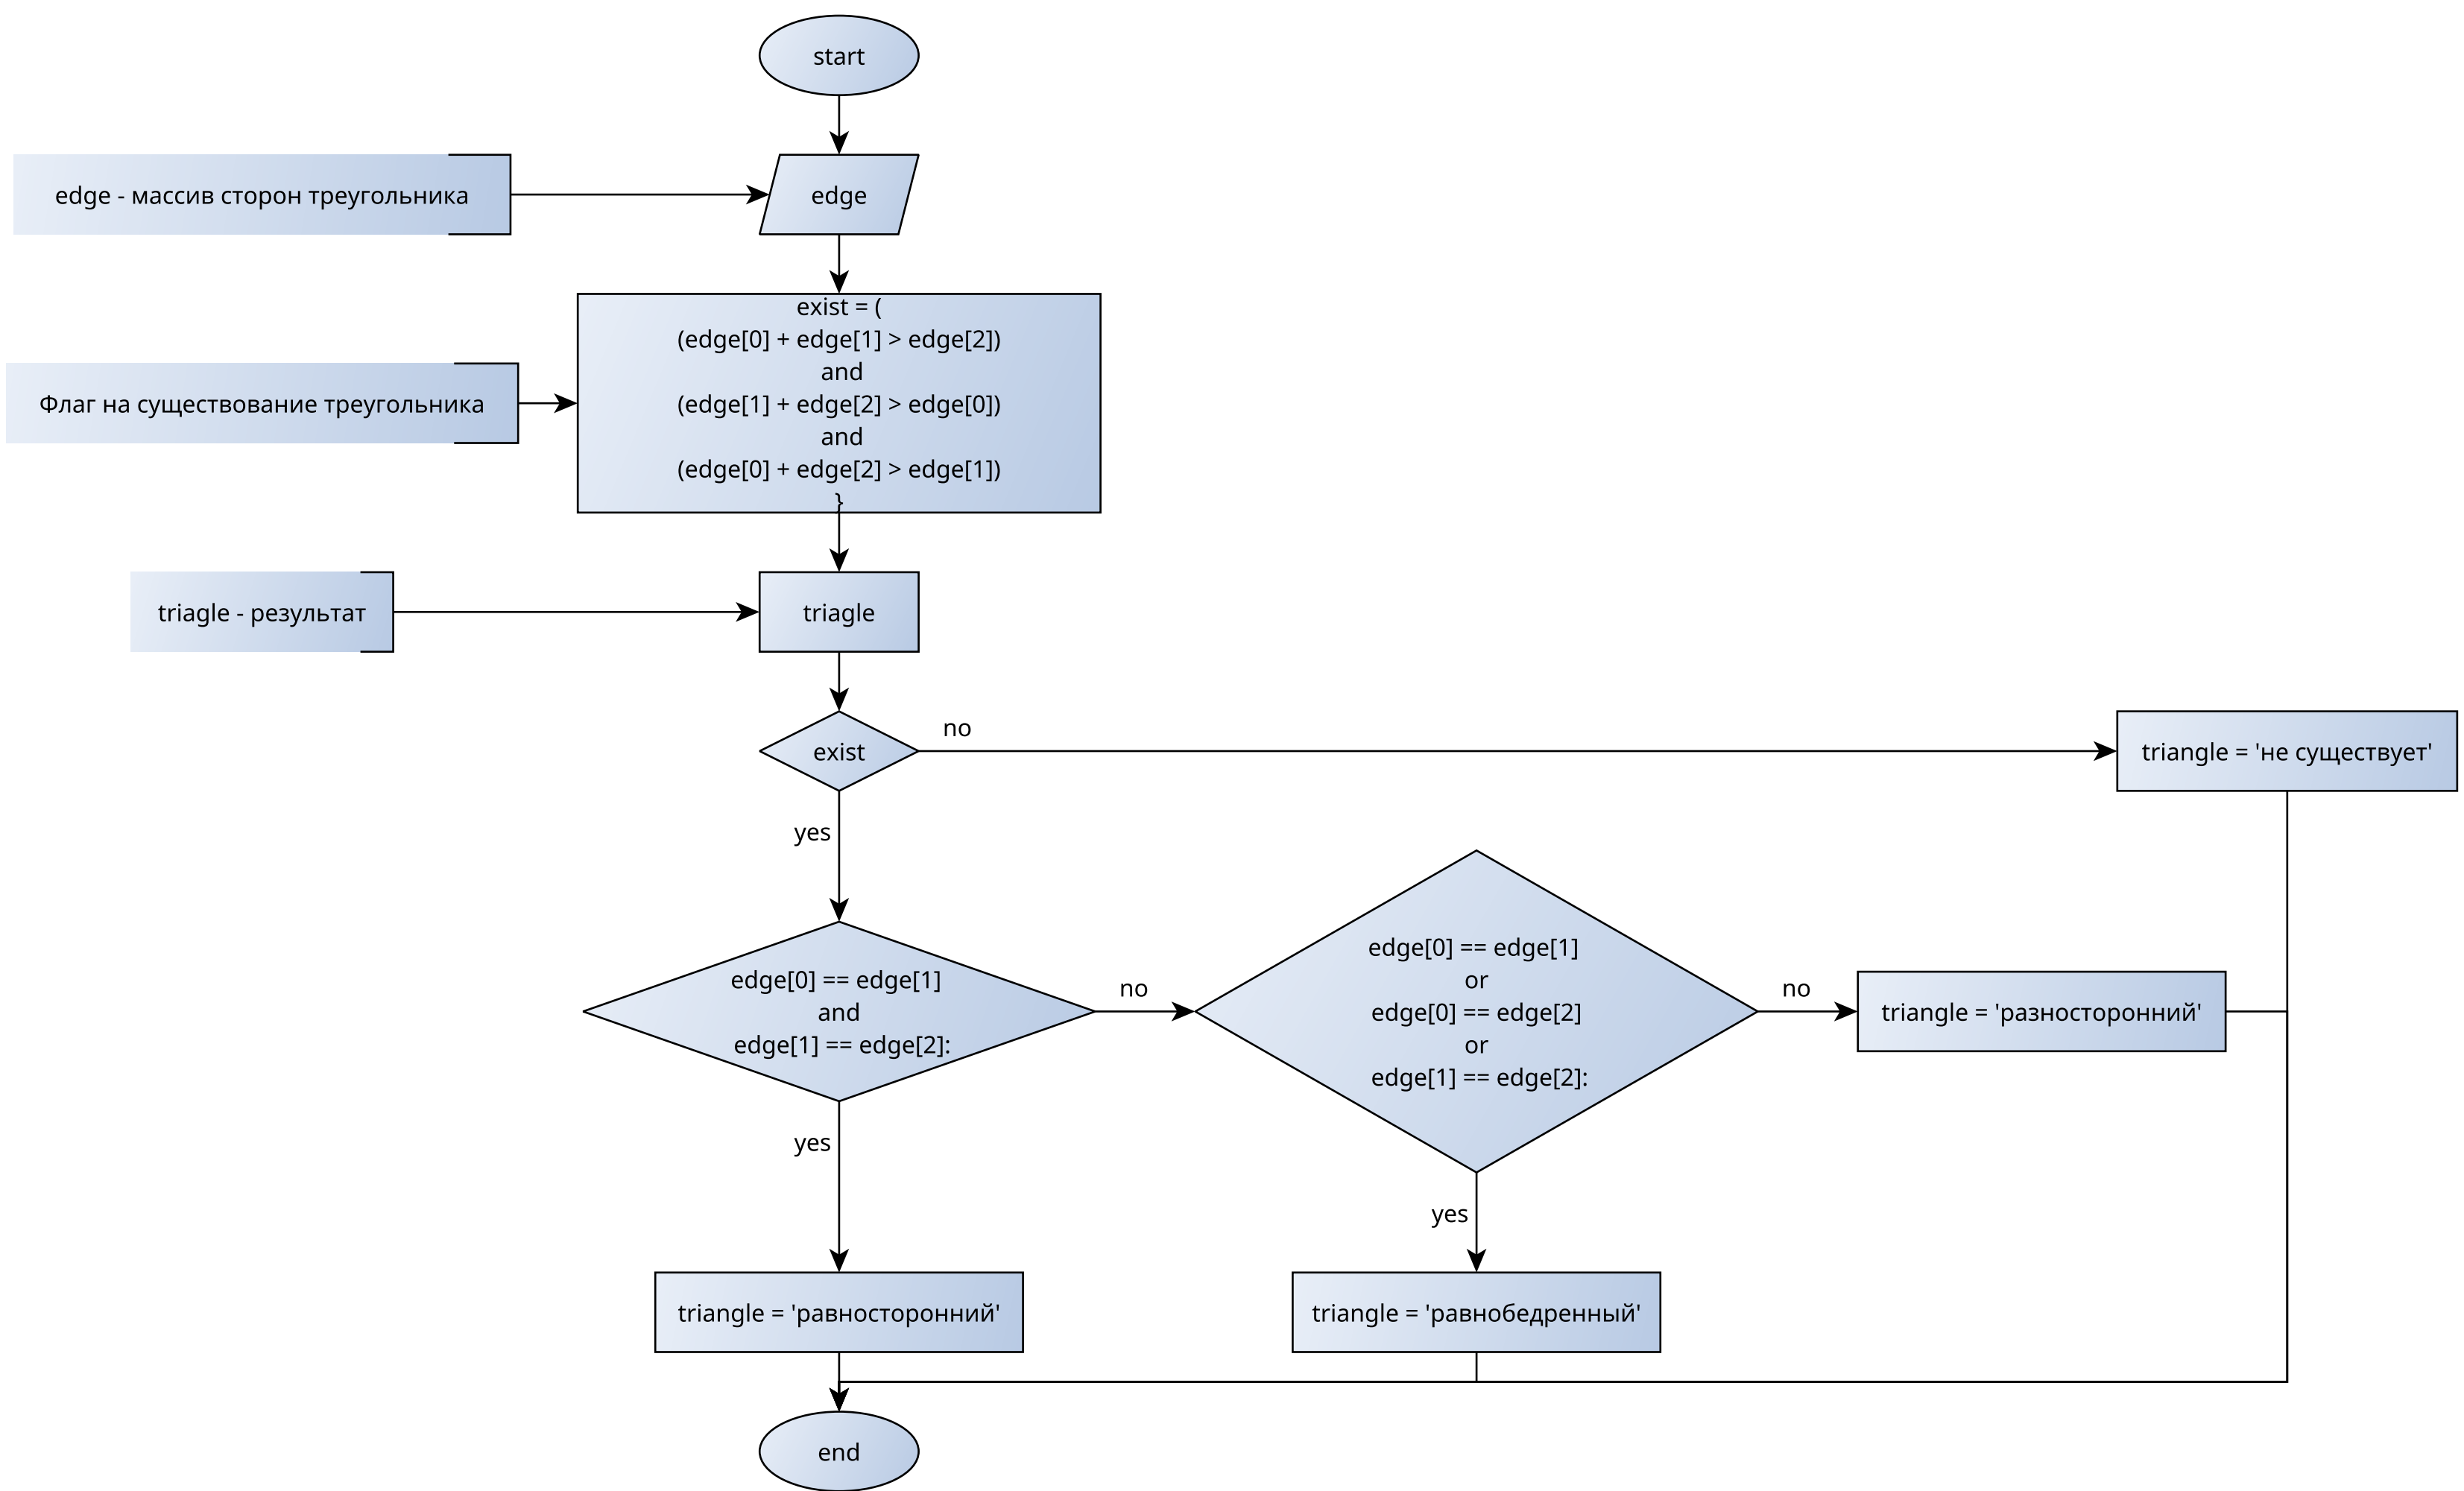 start
edge - массив сторон треугольника
edge
exist = (
(edge[0] + edge[1] > edge[2])
and
(edge[1] + edge[2] > edge[0])
and
(edge[0] + edge[2] > edge[1])
}
Флаг на существование треугольника
triagle - результат
triagle
exist
no
triangle = 'не существует'
yes
edge[0] == edge[1]
and
edge[1] == edge[2]:
no
edge[0] == edge[1]
or
edge[0] == edge[2]
or
edge[1] == edge[2]:
no
triangle = 'разносторонний'
yes
yes
triangle = 'равносторонний'
triangle = 'равнобедренный'
end